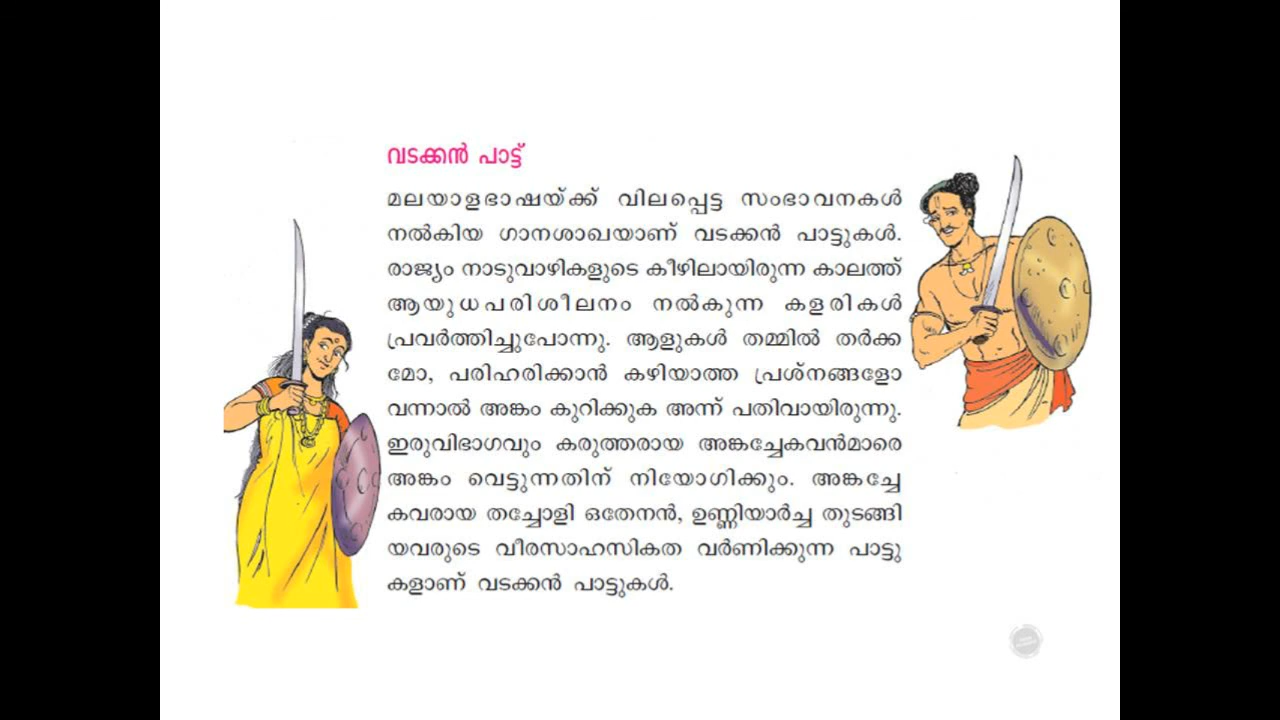 വടക്കൻ പാട്ട്
മലയാളഭാഷയ്ക്ക് വിലപ്പെട്ട സംഭാവനകൾ
നൽകിയ ഗാനശാഖയാണ് വടക്കൻ പാട്ടുകൾ.
രാജ്യം നാടുവാഴികളുടെ കീഴിലായിരുന്ന കാലത്ത്
ആയുധപരിശീലനം നൽകുന്ന കളരികൾ
പ്രവർത്തിച്ചുപോന്നു. ആളുകൾ തമ്മിൽ തർക്ക
മോ, പരിഹരിക്കാൻ കഴിയാത്ത പ്രശ്നങ്ങളോ
വന്നാൽ അങ്കം കുറിക്കുക അന്ന് പതിവായിരുന്നു.
ഇരുവിഭാഗവും കരുത്തരായ അങ്കച്ചേകവൻമാരെ
അങ്കം വെട്ടുന്നതിന് നിയോഗിക്കും. അങ്കച്ചേ
കവരായ തച്ചോളി ഒതേനൻ, ഉണ്ണിയാർച്ച തുടങ്ങി
യവരുടെ വീരസാഹസികത വർണിക്കുന്ന പാട്ടു
കളാണ് വടക്കൻ പാട്ടുകൾ.